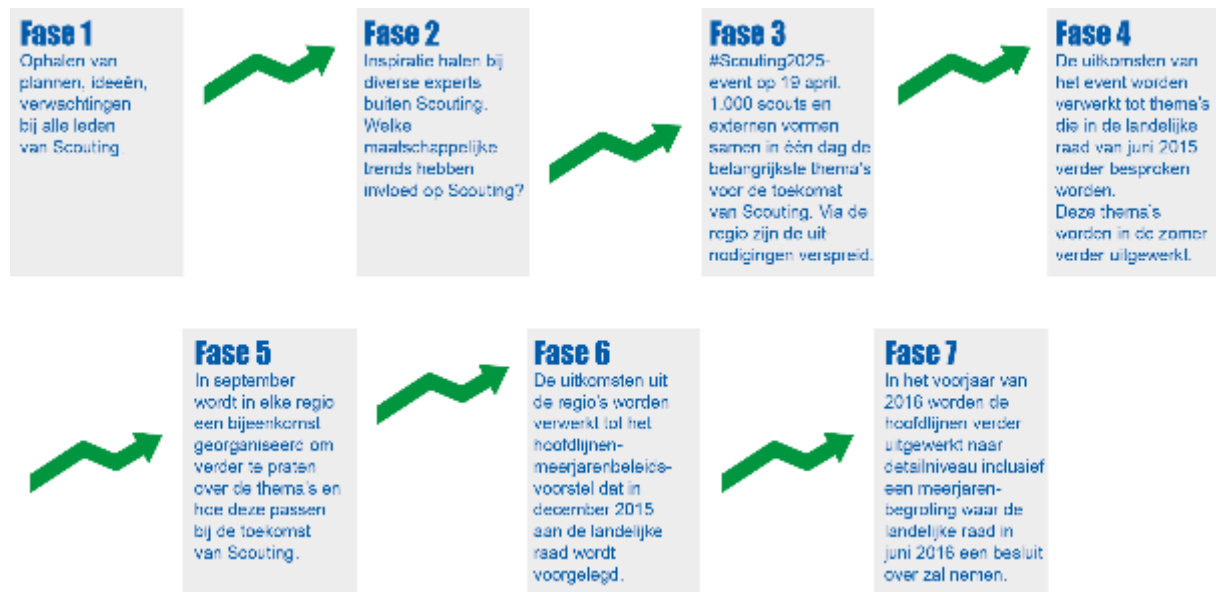 Fase 1
Ophalen van
plannen, ideeën,
verwachtingen
bij alle leden
van Scouting
Fase 2
Inspiratie halen bij
diverse experts
buiten Scouting.
Welke
maatschappelijke
trends hebben
invloed op Scouting?
Fase 3
#Scouting2025-
event op 19 april.
1.000 scouts en
externen vormen
samen in één dag de
belangrijkste thema's
voor de toekomst
van Scouting. Via de
regio zijn de uit-
nodigingen verspreid.
Fase 4
De uitkomsten van
het event worden
verwerkt tot thema's
die in de landelijke
raad van juni 2015
verder besproken
worden.
Deze thema's
worden in de zomer
verder uitgewerkt.
Fase 5
In september
wordt in elke regio
een bijeenkomst
georganiseerd om
verder te praten
over de thema's en
hoe deze passen
bij de toekomst
van Scouting.
Fase 6
De uitkomsten uit
de regio's worden
verwerkt tot het
hoofdlijnen-
meerjarenbeleids-
voorstel dat in
december 2015
aan de landelijke
raad wordt
voorgelegd.
Fase 7
In het voorjaar van
2016 worden de
hoofdlijnen verder
uitgewerkt naar
detailniveau inclusief
een meerjaren-
begroting waar de
landelijke raad in
juni 2016 een besluit
over zal nemen.